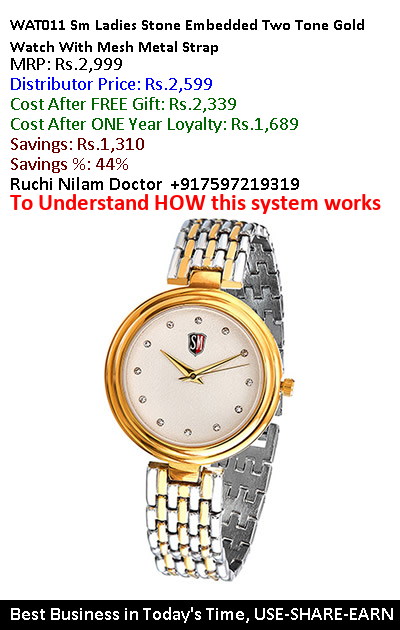 WAT011 Sm Ladies Stone Embedded Two Tone Gold
Watch With Mesh Metal Strap
MRP: Rs.2,999
Distributor Price: Rs.2,599
Cost After FREE Gift: Rs.2,339
Cost After ONE Year Loyalty: Rs.1,689
Savings: Rs.1,310
Savings %: 44%
Ruchi Nilam Doctor +917597219319
To Understand HOW this system works
SM
Best Business in Today's Time, USE-SHARE-EARN